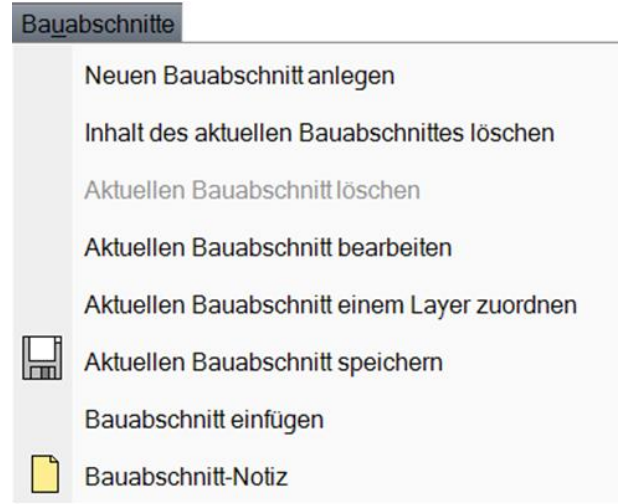 Bauabschnitte
Neuen Bauabschnitt anlegen
Inhalt des aktuellen Bauabschnittes löschen
Aktuellen Bauabschnitt löschen
Aktuellen Bauabschnitt bearbeiten
Aktuellen Bauabschnitt einem Layer zuordnen
Aktuellen Bauabschnitt speichern
Bauabschnitt einfügen
Bauabschnitt-Notiz